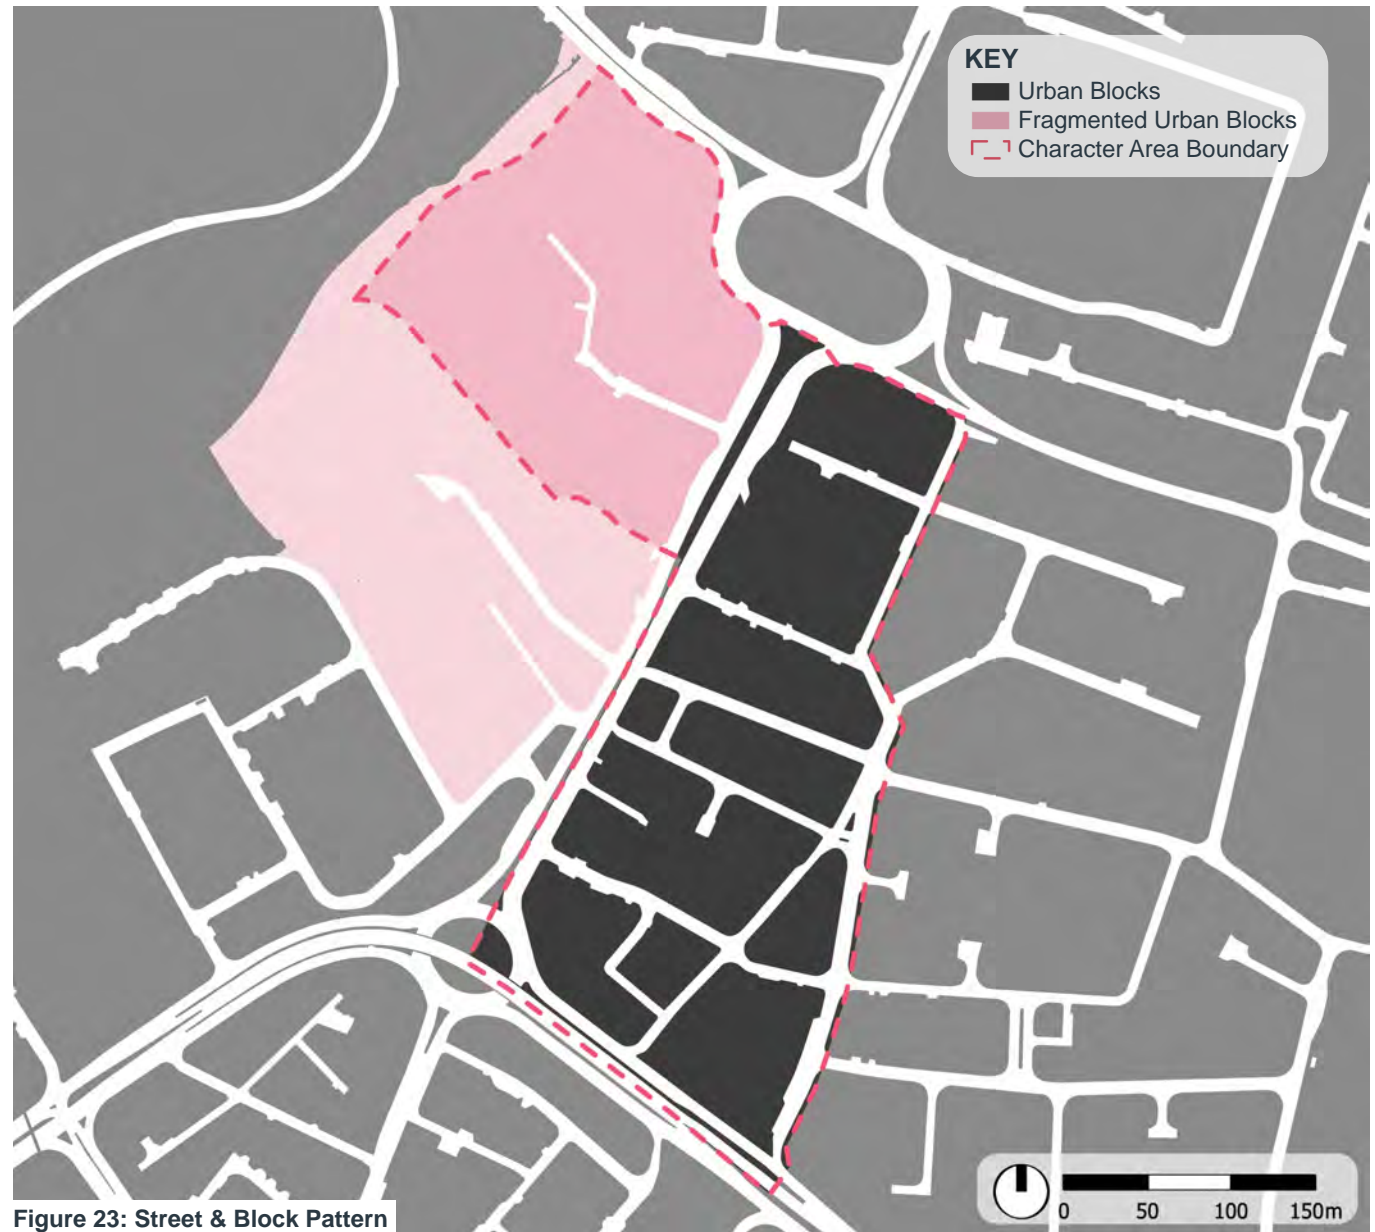 KEY
Urban Blocks
Fragmented Urban Blocks
Character Area Boundary
0 50 100 150m
Figure 23: Street & Block Pattern